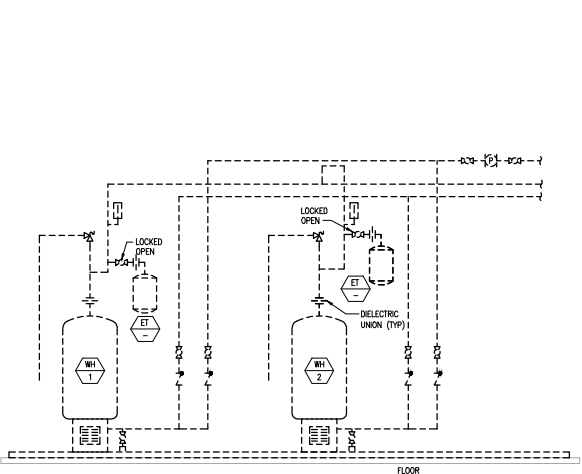 P
LOCKED
OPEN
LOCKED
OPEN
ET
–
ET
–
DIELECTRIC
UNION (TYP)
WH
1
WH
2
FLOOR